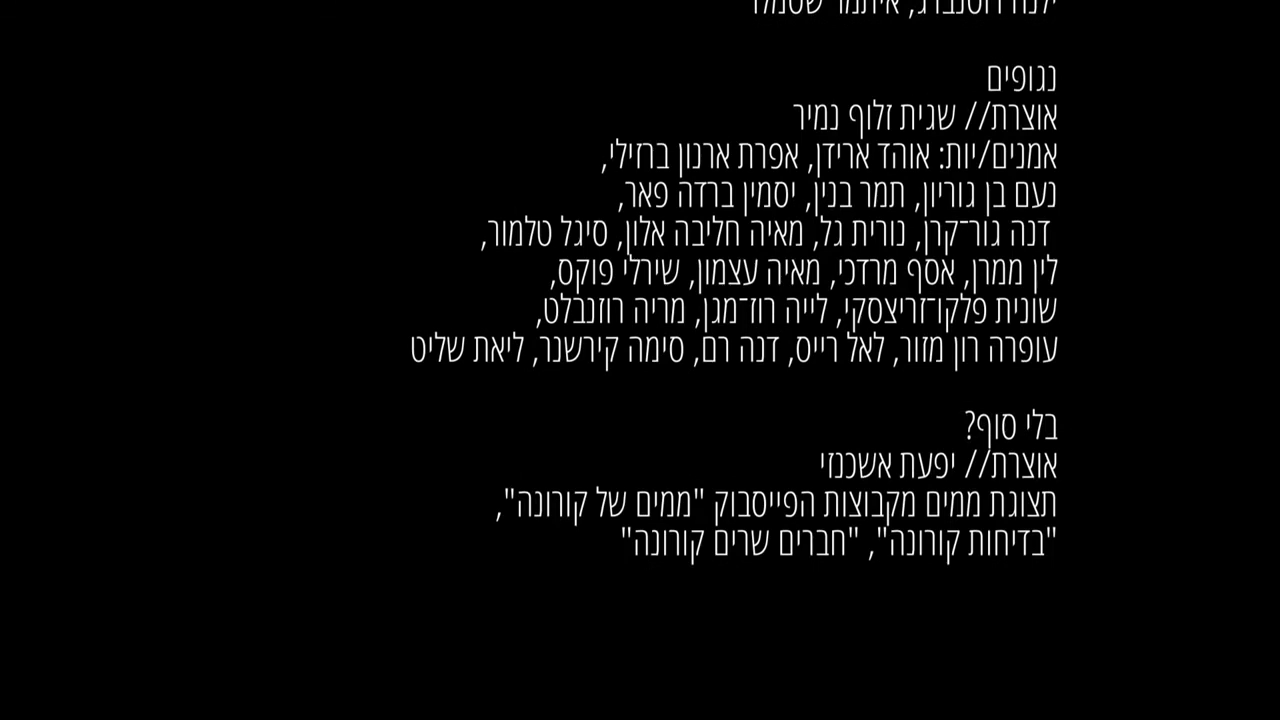 נגופים
אוצרת// שגית זלוף נמיר
אמנים/יות: אוהד ארידן, אפרת ארנון ברזילי,
נעם בן גוריון, תמר בנין, יסמין ברדה פאר,
דנה גור־קרן, נורית גל, מאיה חליבה אלון, סיגל טלמור,
לין ממרן, אסף מרדכי, מאיה עצמון, שירלי פוקס,
שונית פלקו־זריצסקי, לייה רוז־מגן, מריה רוזנבלט,
עופרה רון מזור, לאל רייס, דנה רם, סימה קירשנר, ליאת שליט
בלי סוף?
אוצרת// יפעת אשכנזי
תצוגת ממים מקבוצות הפייסבוק "ממים של קורונה",
"בדיחות קורונה", "חברים שרים קורונה"